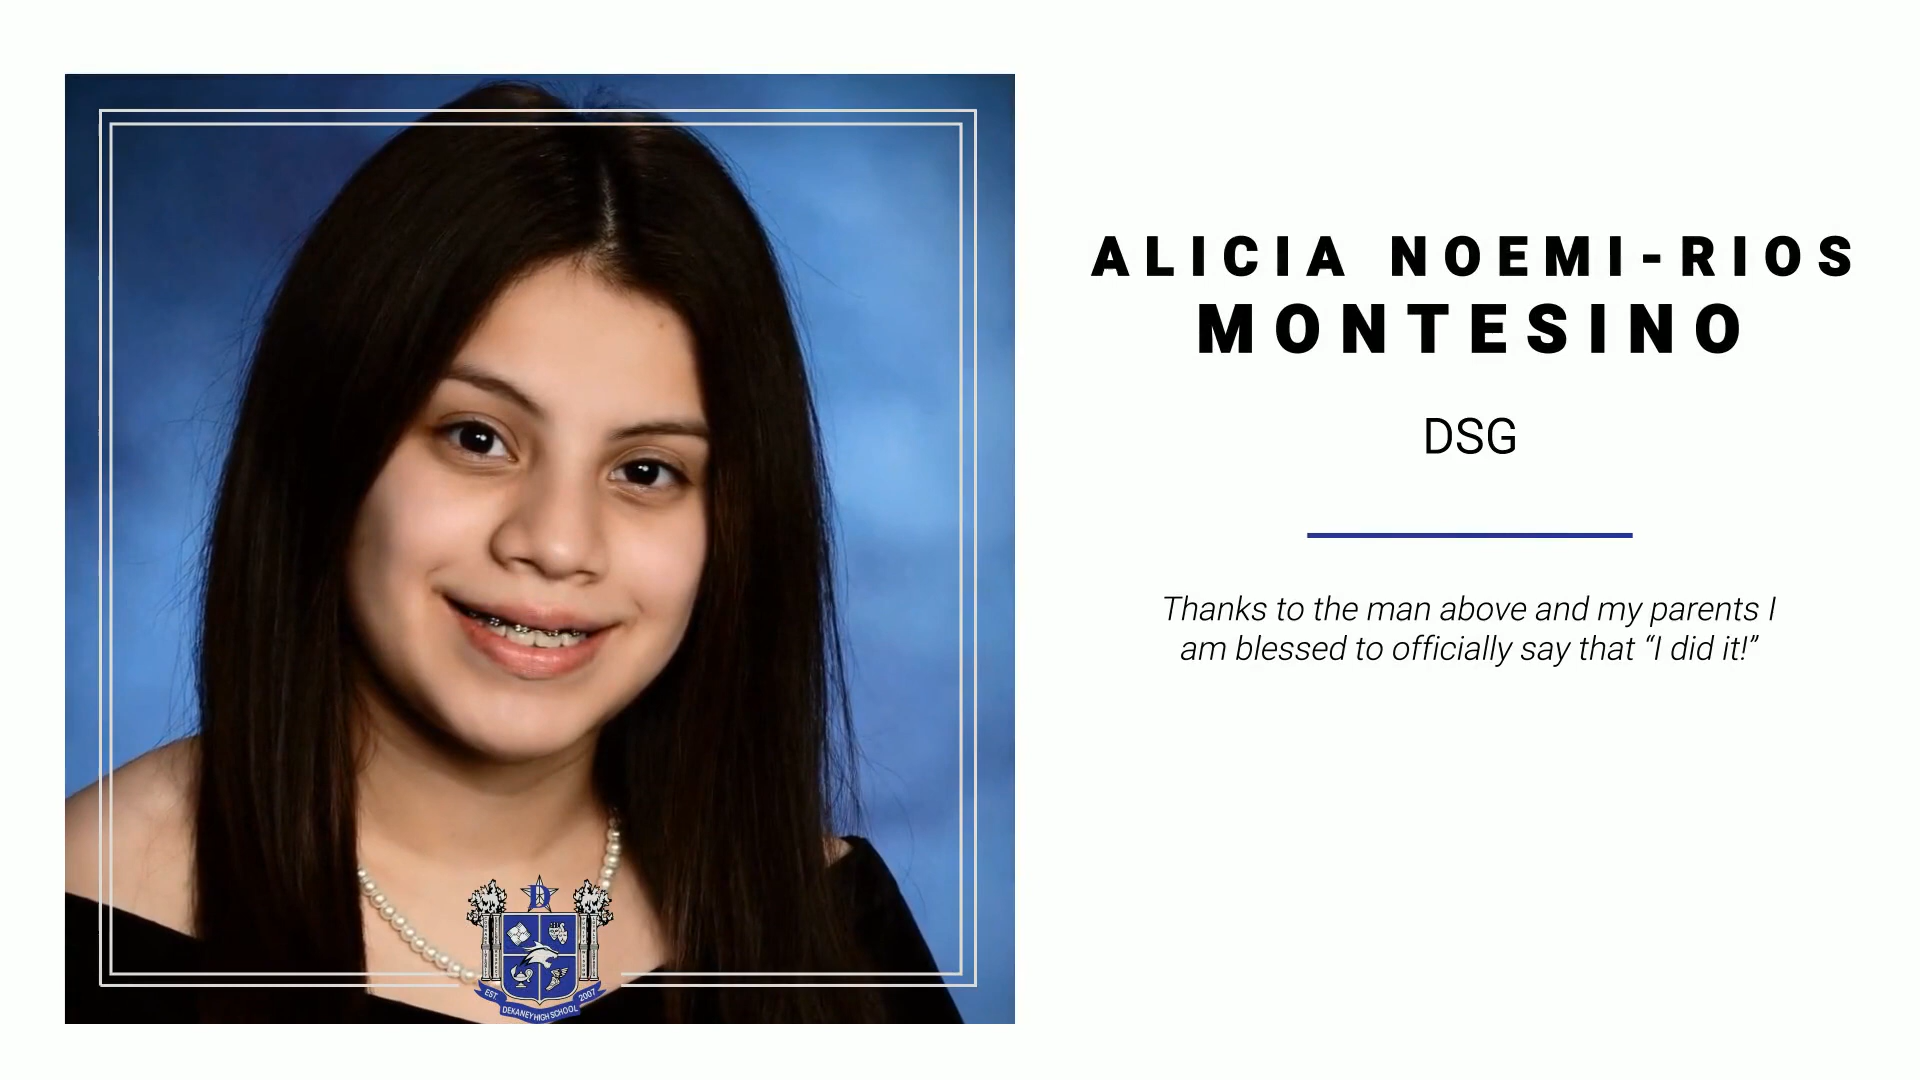 ALICIA NOEMI-RIOS
MONTESINO
DSG
Thanks to the man above and my parents I
am blessed to officially say that “I did it!”
D
EST 2007
DEKANEY HIGH SCHOOL